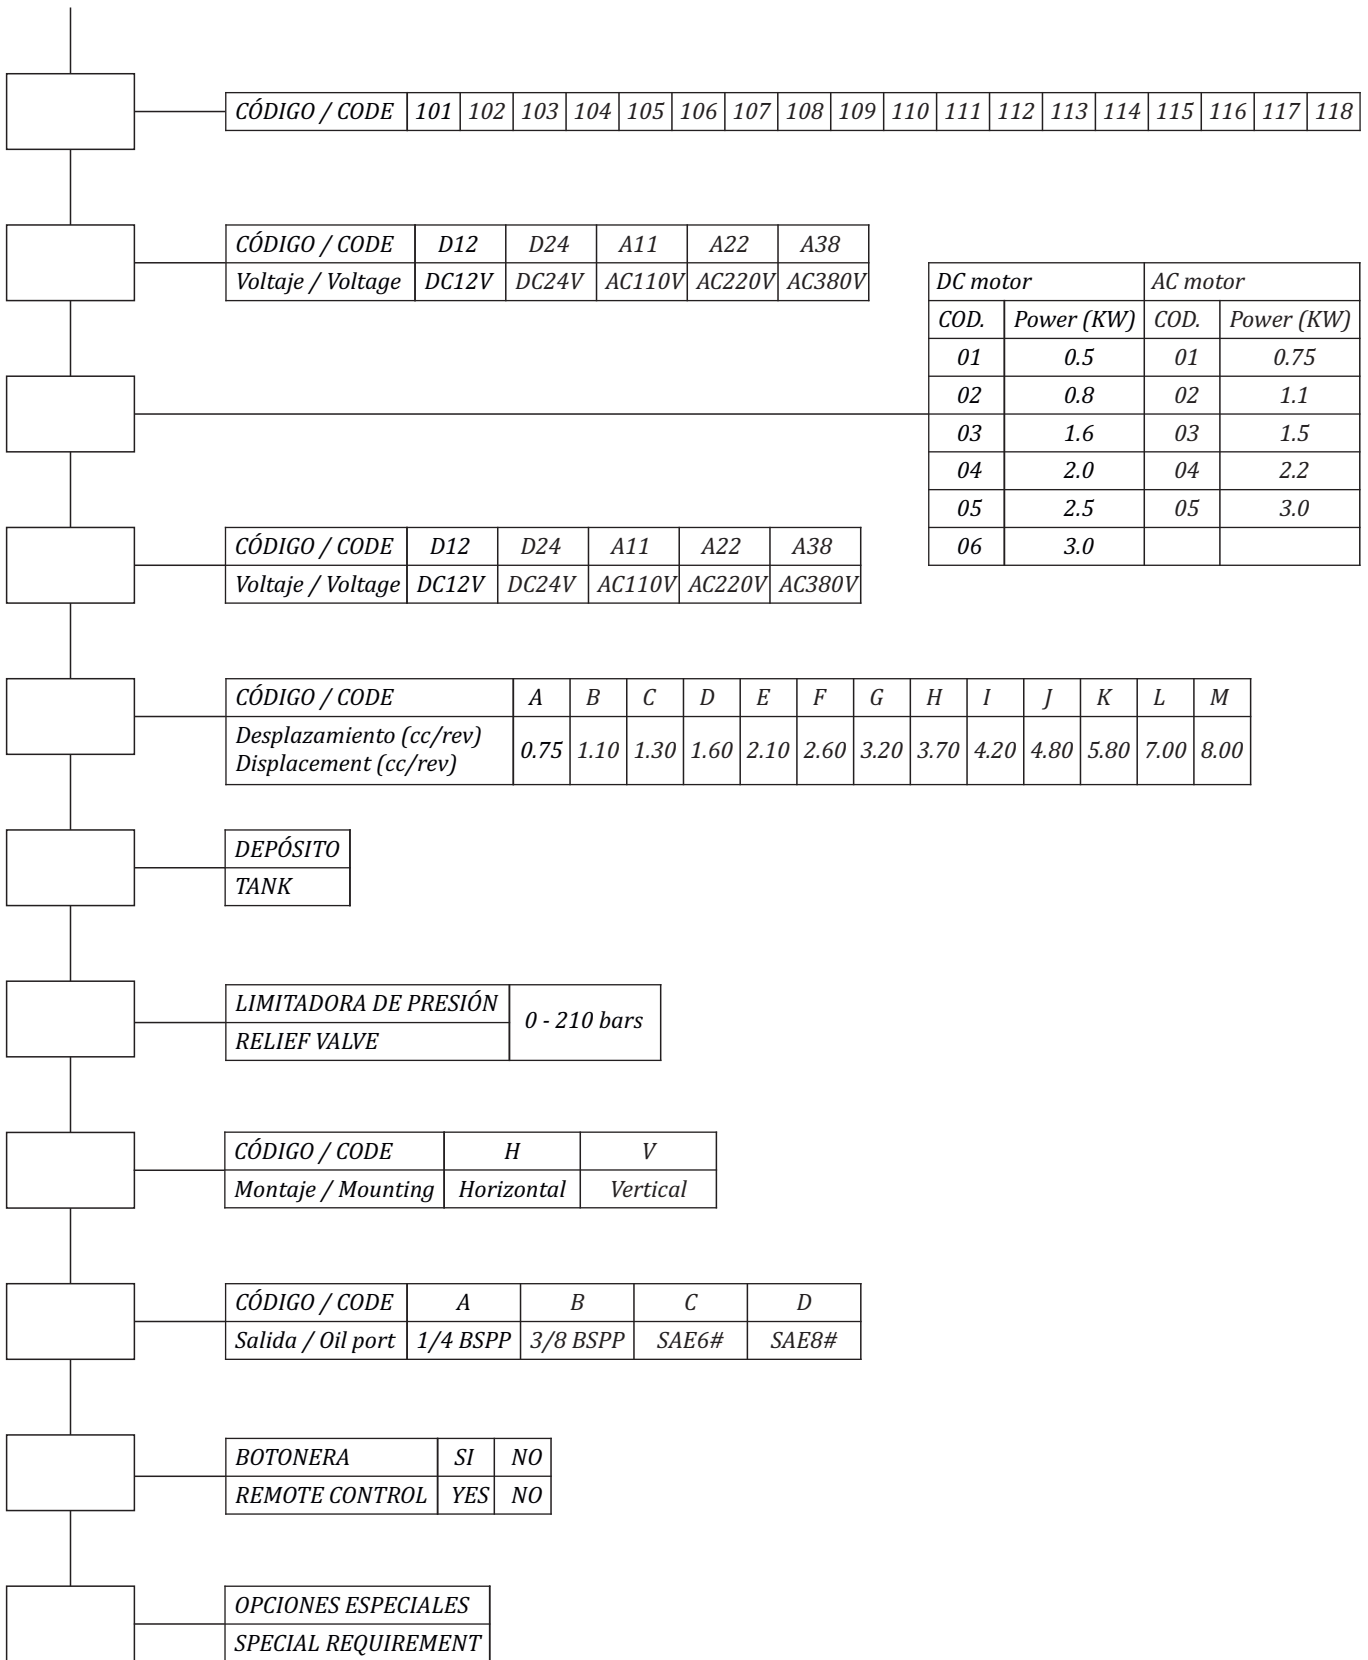 CÓDIGO / CODE 101 102 103 104 105 106 107 108 109 110 111 112 113 114 115 116 117 118
CÓDIGO / CODE D12 D24 A11 A22 A38
Voltaje / Voltage DC12V DC24V AC110V AC220V AC380V
DC motor AC motor
COD. Power (KW) COD. Power (KW)
01 0.5 01 0.75
02 0.8 02 1.1
03 1.6 03 1.5
04 2.0 04 2.2
05 2.5 05 3.0
06 3.0
CÓDIGO / CODE D12 D24 A11 A22 A38
Voltaje / Voltage DC12V DC24V AC110V AC220V AC380V
CÓDIGO / CODE A B C D E F G H I J K L M
Desplazamiento (cc/rev)
Displacement (cc/rev)
0.75 1.10 1.30 1.60 2.10 2.60 3.20 3.70 4.20 4.80 5.80 7.00 8.00
DEPÓSITO
TANK
LIMITADORA DE PRESIÓN
RELIEF VALVE
0 - 210 bars
CÓDIGO / CODE H V
Montaje / Mounting Horizontal Vertical
CÓDIGO / CODE A B C D
Salida / Oil port 1/4 BSPP 3/8 BSPP SAE6# SAE8#
BOTONERA SI NO
REMOTE CONTROL YES NO
OPCIONES ESPECIALES
SPECIAL REQUIREMENT